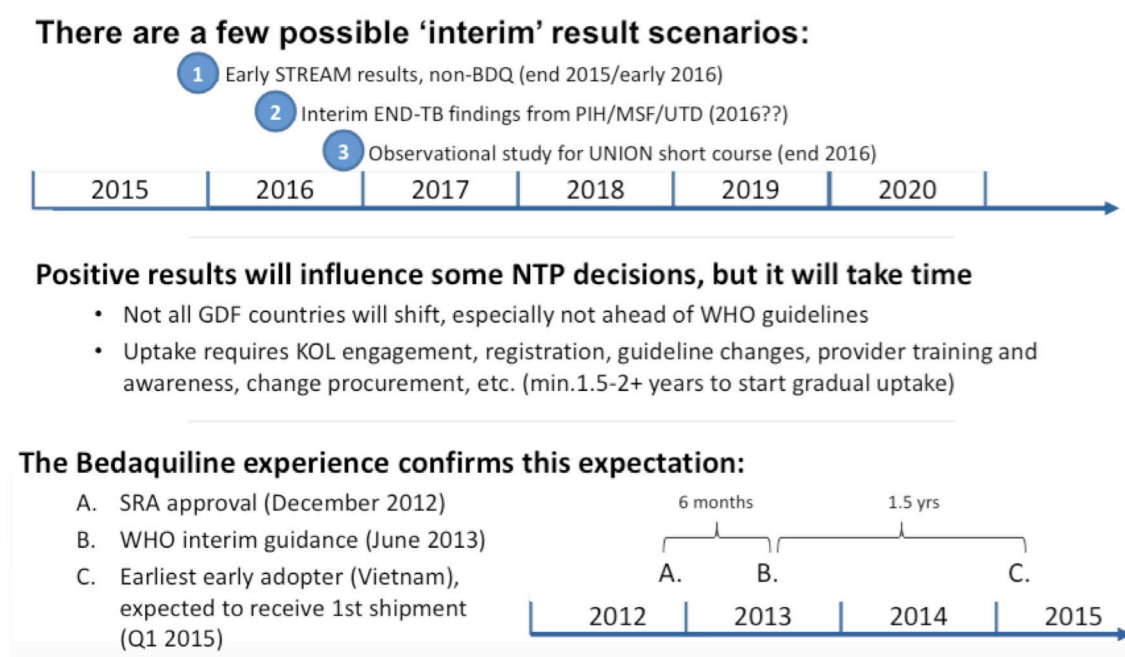 There are a few possible ‘interim’ result scenarios:
1 Early STREAM results, non-BDQ (end 2015/early 2016)
2 Interim END-TB findings from PIH/MSF/UTD (2016??)
3 Observational study for UNION short course (end 2016)
2015 2016 2017 2018 2019 2020
Positive results will influence some NTP decisions, but it will take time
• Not all GDF countries will shift, especially not ahead of WHO guidelines
• Uptake requires KOL engagement, registration, guideline changes, provider training and
awareness, change procurement, etc. (min.1.5-2+ years to start gradual uptake)
The Bedaquiline experience confirms this expectation:
A. SRA approval (December 2012)
B. WHO interim guidance (June 2013)
C. Earliest early adopter (Vietnam),
expected to receive 1st shipment
(Q1 2015)
6 months 1.5 yrs
A. B. C.
2012 2013 2014 2015